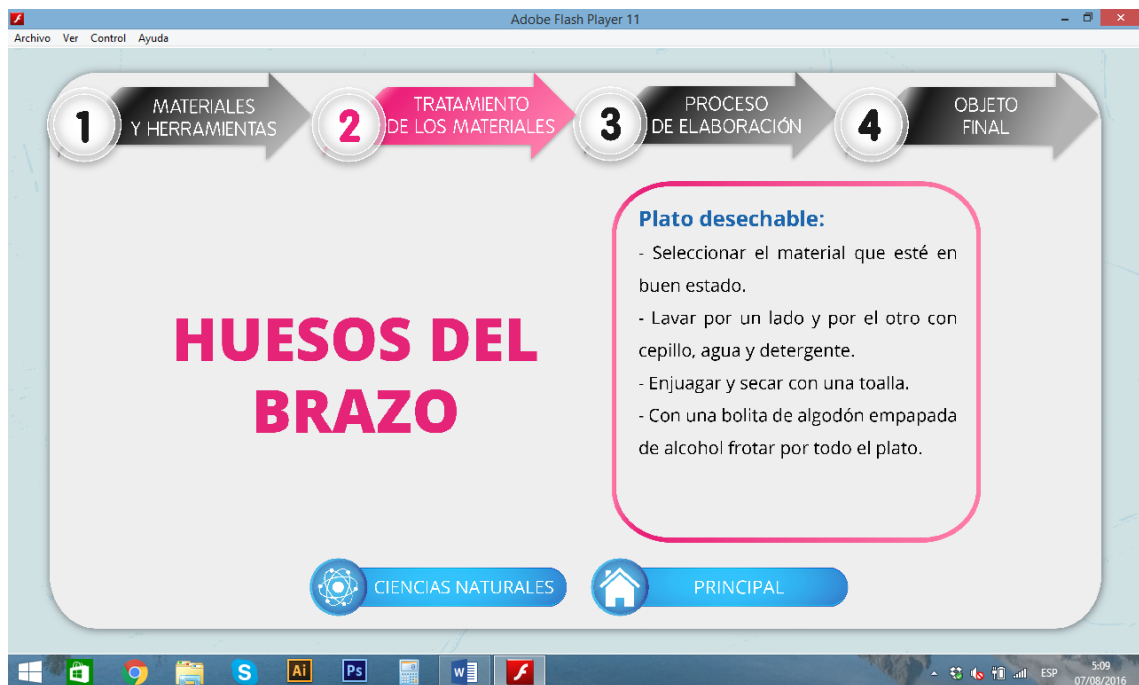 Adobe Flash Player 11
Archivo Ver Control Ayuda
1
MATERIALES
Y HERRAMIENTAS
2
TRATAMIENTO
DE LOS MATERIALES
3
PROCESO
DE ELABORACIÓN
4
OBJETO
FINAL
HUESOS DEL
BRAZO
Plato desechable:
- Seleccionar el material que esté en
buen estado.
- Lavar por un lado y por el otro con
cepillo, agua y detergente.
- Enjuagar y secar con una toalla.
- Con una bolita de algodón empapada
de alcohol frotar por todo el plato.
CIENCIAS NATURALES
PRINCIPAL
S
Ai
Ps
W
ESP
5:09
07/08/2016